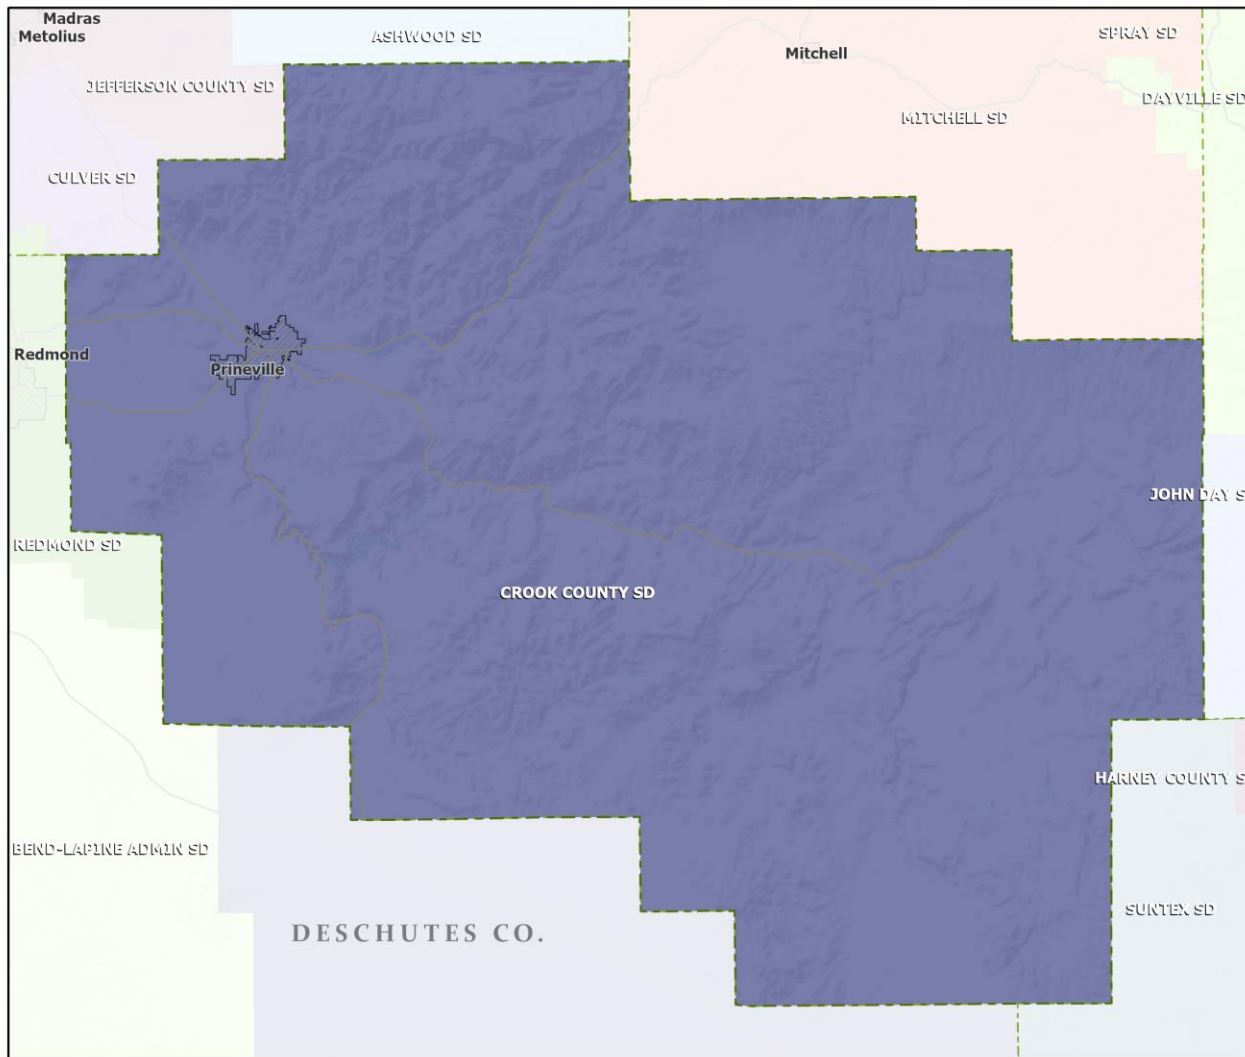 Madras
Metolius
ASHWOOD SD
SPRAY SD
Mitchell
JEFFERSON COUNTY SD
DAYVILLE SD
MITCHELL SD
CULVER SD
Redmond
Prineville
JOHN DAY S
REDMOND SD
CROOK COUNTY SD
HARNEY COUNTY S
BEND-LAPINE ADMIN SD
SUNTEX SD
DESCHUTES CO.